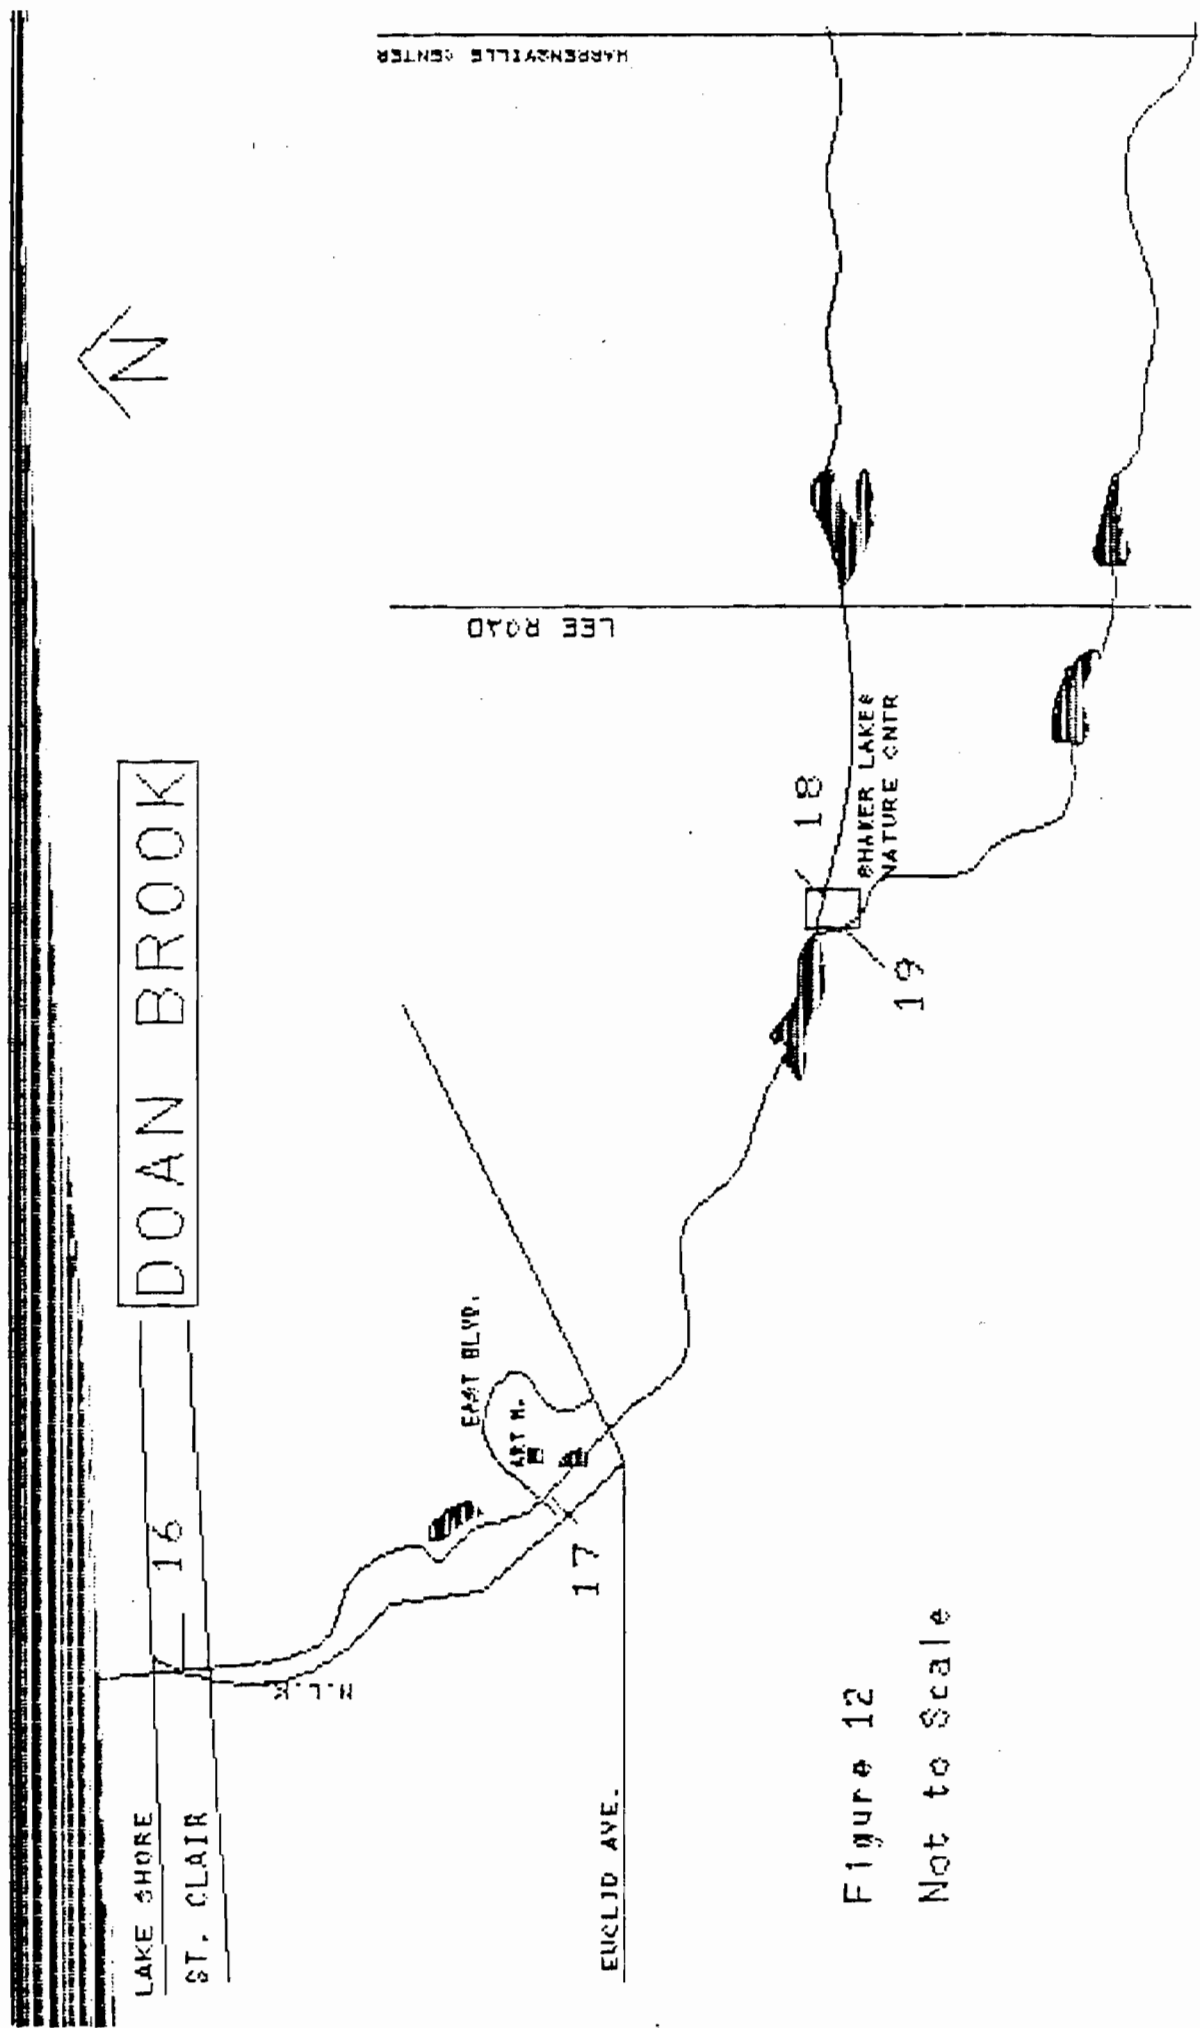 DOAN BROOK
N
LAKE SHORE
ST. CLAIR
16
EAST BLVD.
ART M.
17
EUCLID AVE.
LEE ROAD
WARRENSVILLE CENTER
18
SHAKER LAKES
NATURE CNTR
19
Figure 12
Not to Scale